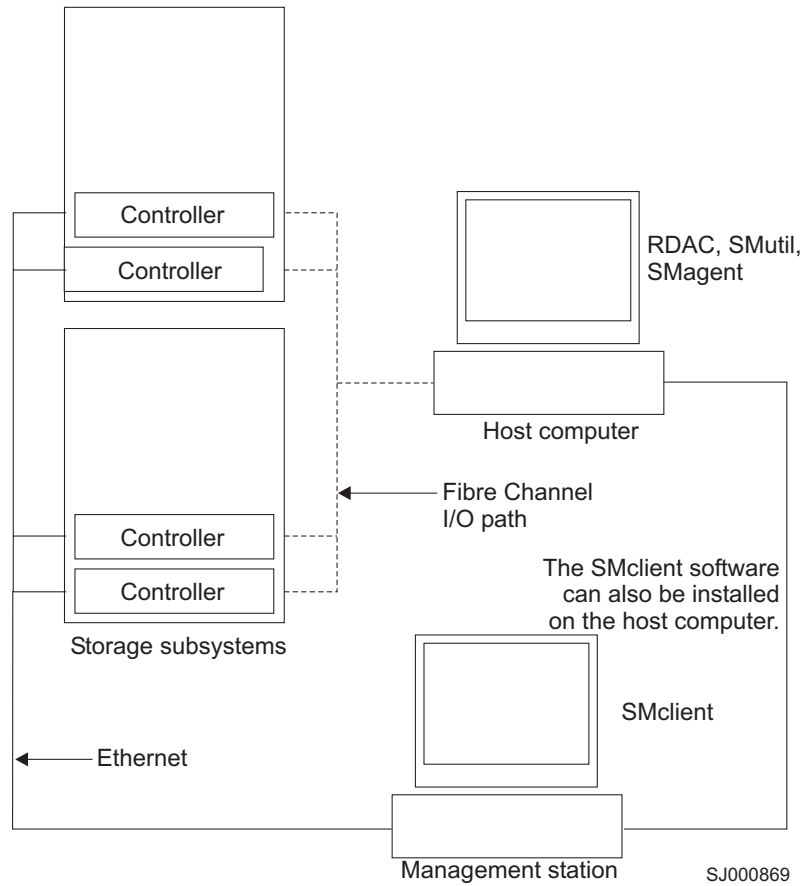 Controller
Controller
RDAC, SMutil,
SMagent
Host computer
Fibre Channel
I/O path
Controller
Controller
The SMclient software
can also be installed
on the host computer.
Storage subsystems
SMclient
Ethernet
Management station
SJ000869